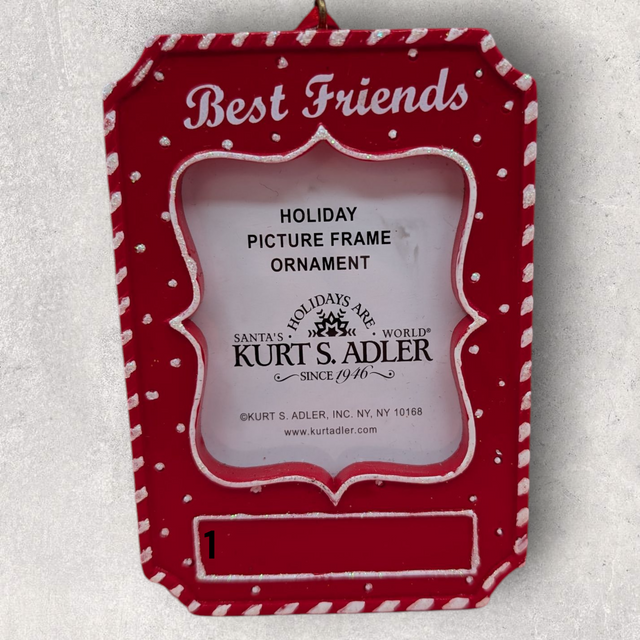 Best Friends
HOLIDAY
PICTURE FRAME
ORNAMENT
HOLIDAYS ARE
SANTA'S · · WORLD®
KURT S. ADLER
SINCE 1946
©KURT S. ADLER, INC. NY, NY 10168
www.kurtadler.com
1